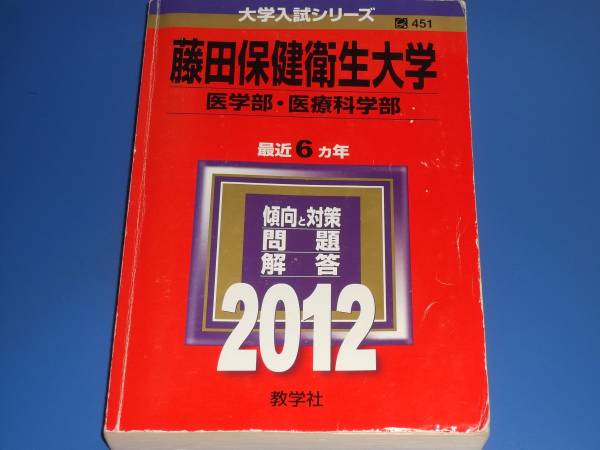 大学入試シリーズ
451
藤田保健衛生大学
医学部・医療科学部
最近6ヵ年
傾向と対策
問題
解答
2012
教学社